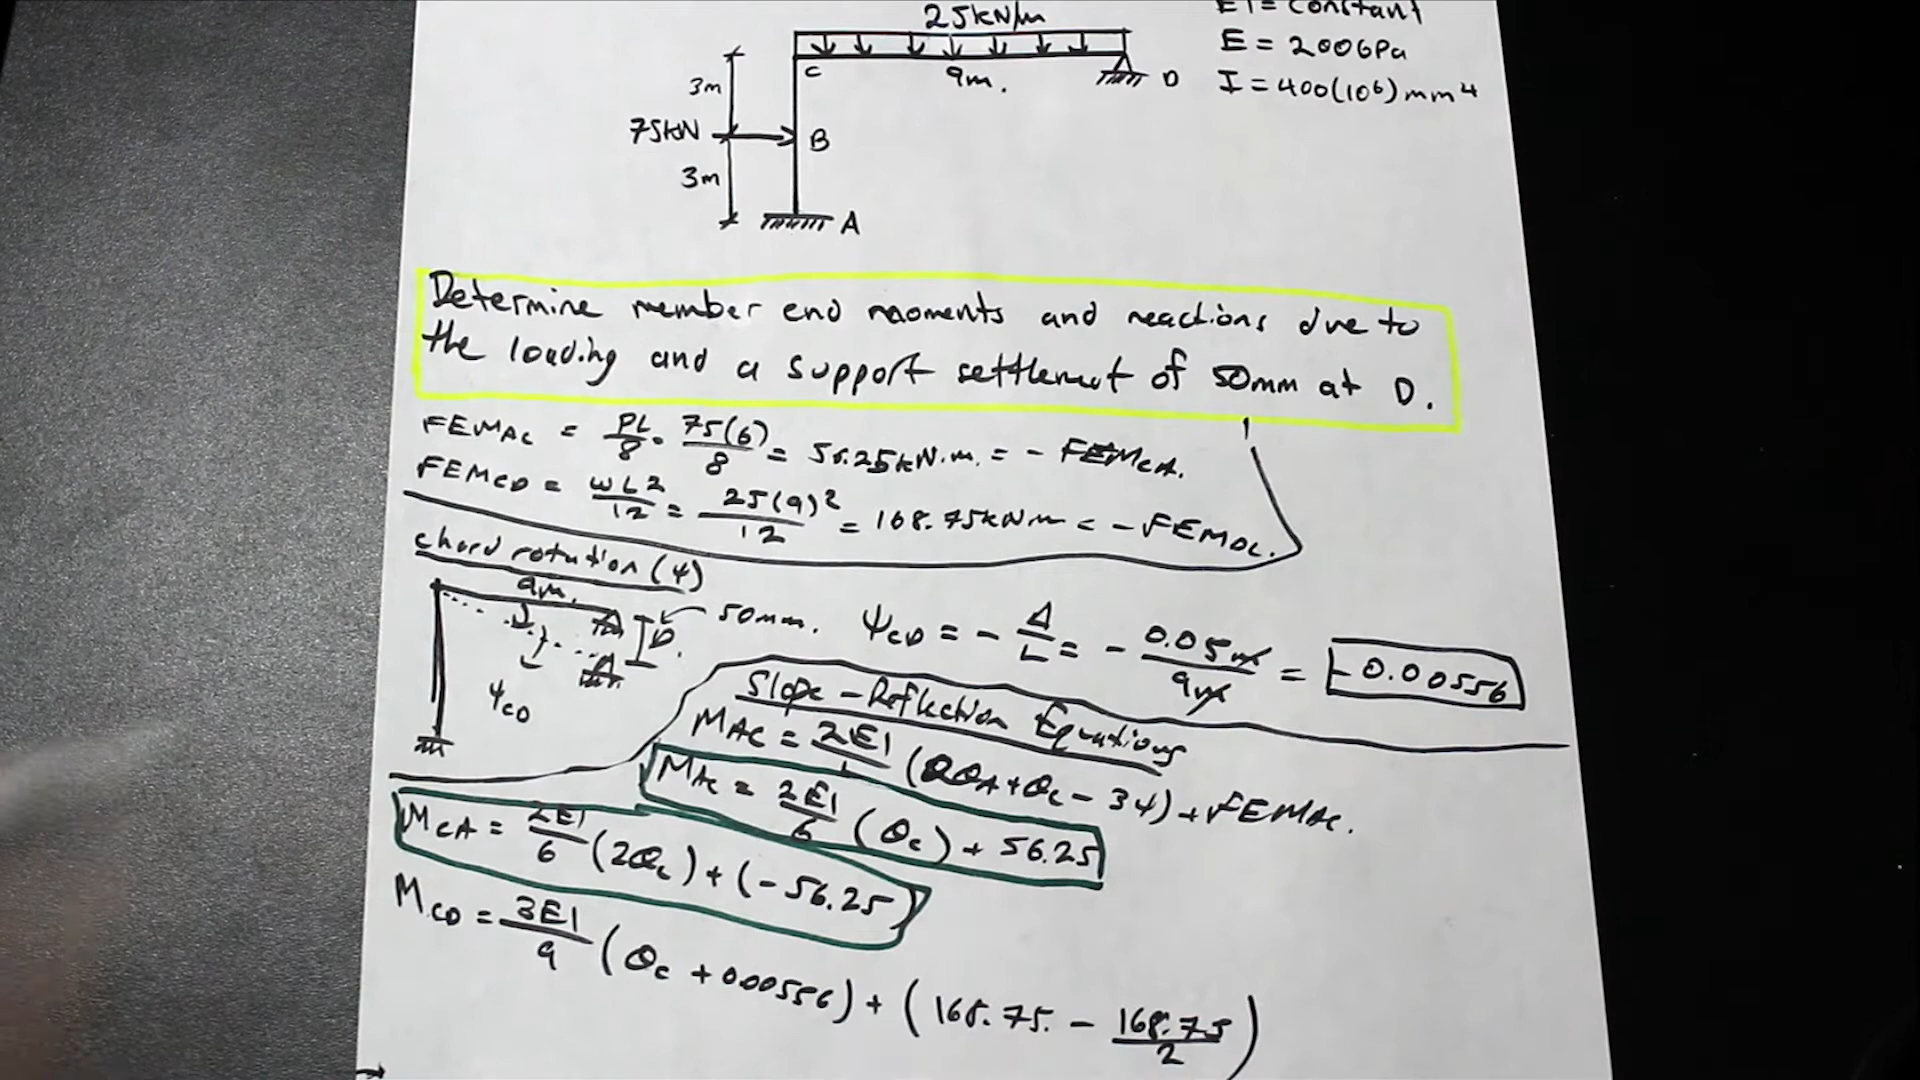 25kN/m
EI = constant
E = 200GPa
I = 400(10⁶)mm⁴
3m
C
9m.
D
75kN
B
3m
A
Determine member end moments and reactions due to
the loading and a support settlement of 50mm at D.
FEMAC = PL/8 · 75(6)/8 = 56.25kN.m. = - FEMCA.
FEMCD = WL²/12 = 25(9)²/12 = 168.75kNm = - FEMDC.
chord rotation (ψ)
9m.
D.
50mm.
ψCD = - Δ/L = - 0.05m/9m = -0.00556
ψCD
Slope-Reflection Equations
MAC = 2EI/L (2θA + θC - 3ψ) + FEMAC.
MAC = 2EI/6 (θC) + 56.25
MCA = 2EI/6 (2θC) + (-56.25)
MCD = 3EI/9 (θC + 0.00556) + (168.75. - 168.75/2)